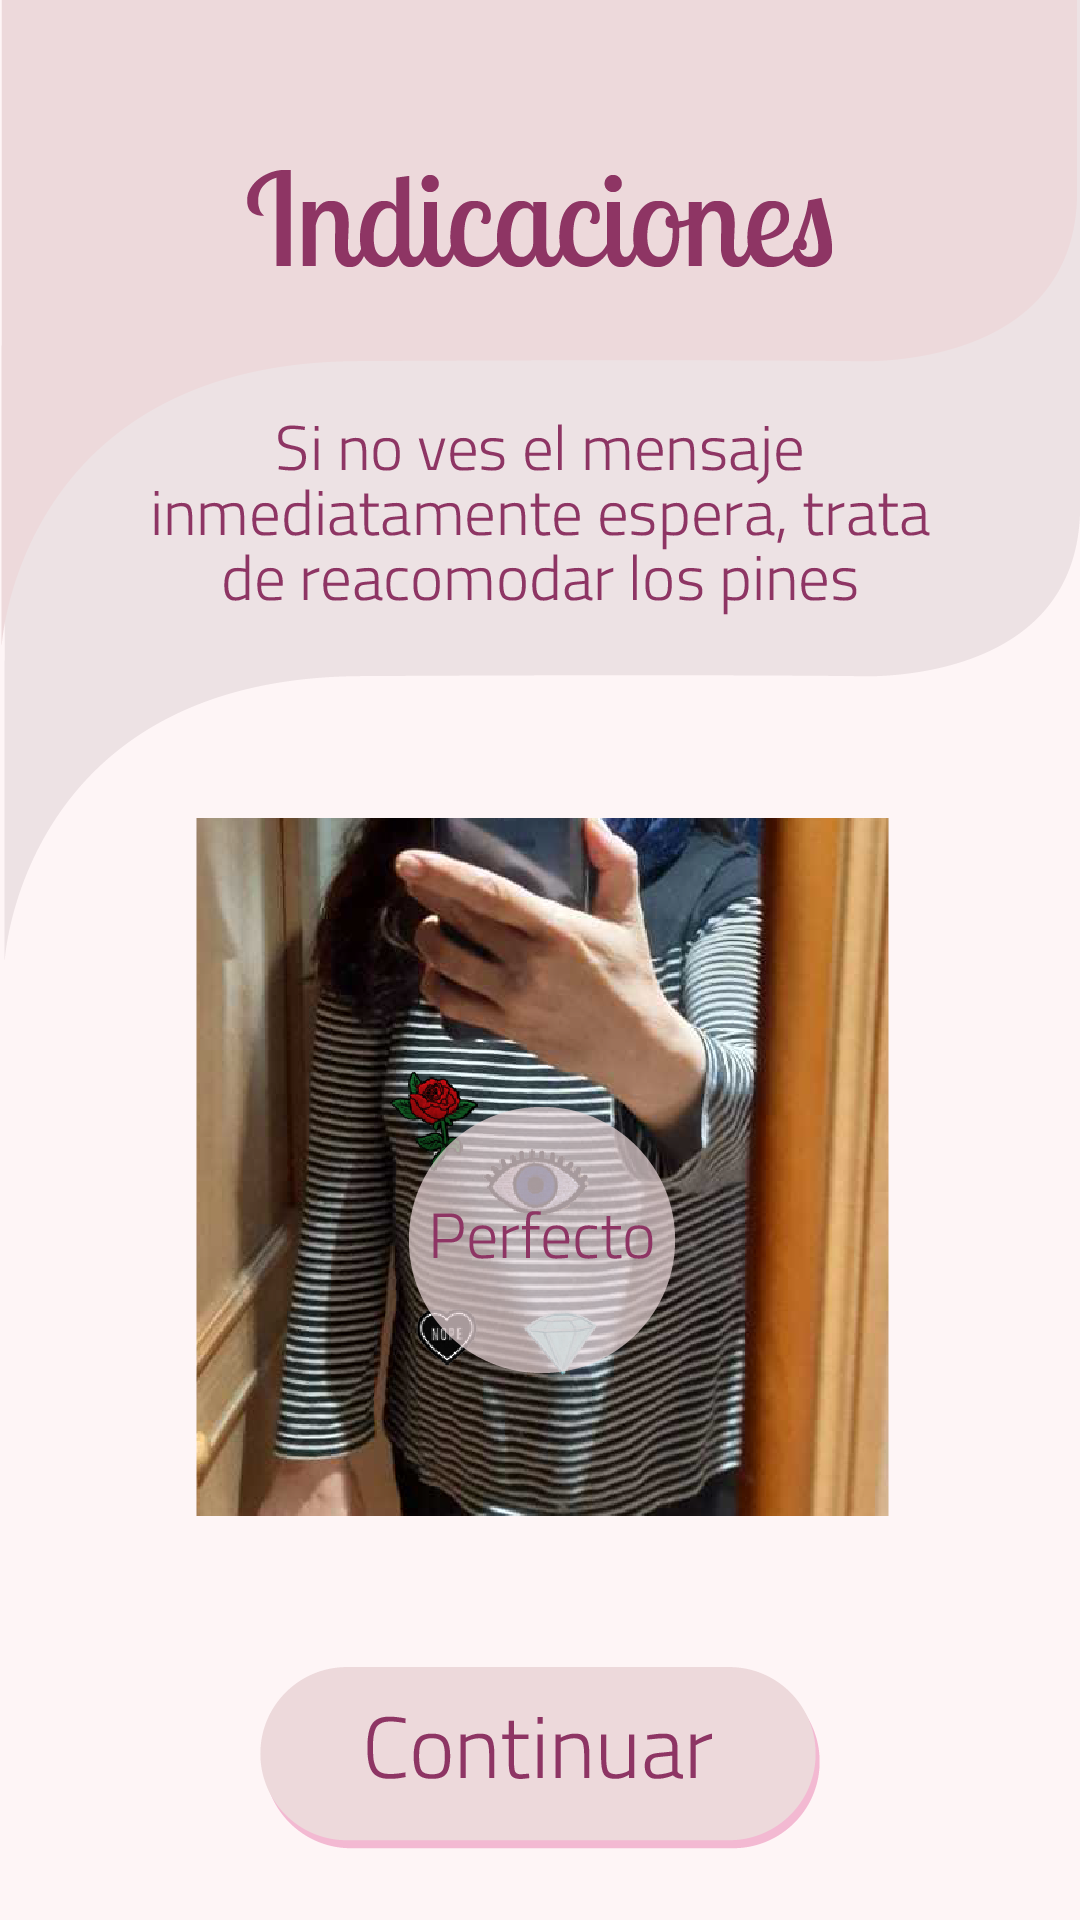 Indicaciones
Si no ves el mensaje
inmediatamente espera, trata
de reacomodar los pines
Perfecto
NOPE
Continuar